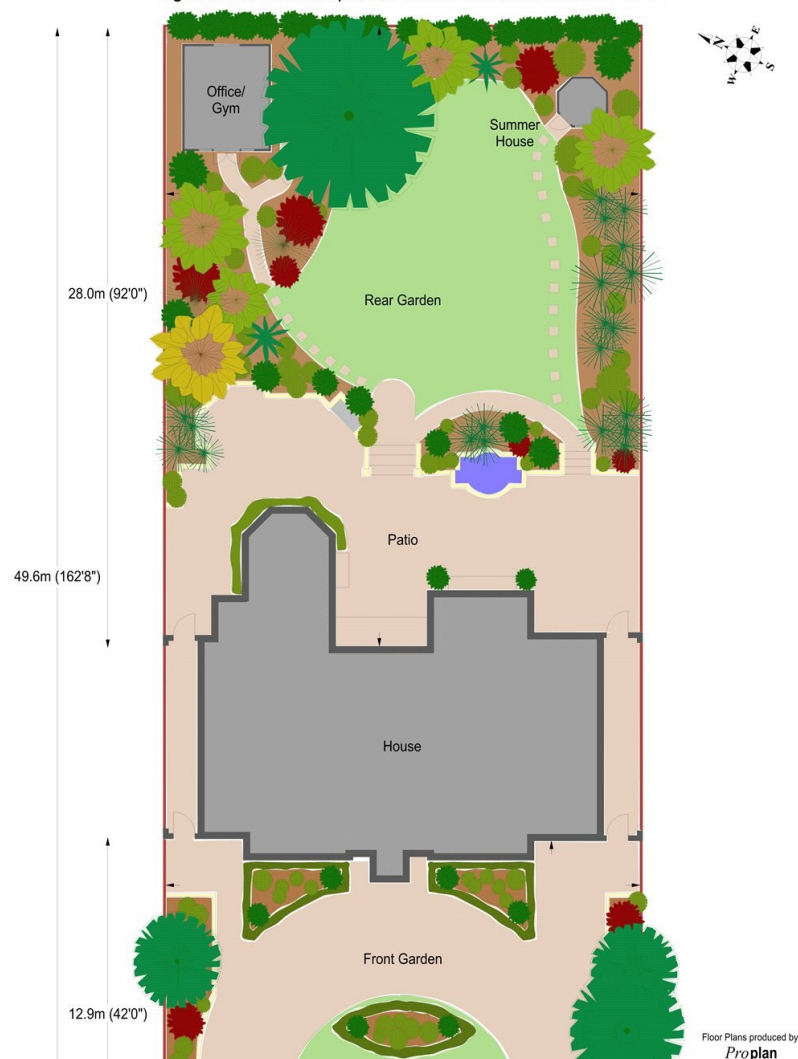 N
E
W
S
Office/
Gym
Summer
House
28.0m (92'0")
Rear Garden
Patio
49.6m (162'8")
House
Front Garden
12.9m (42'0")
Floor Plans produced by
Proplan